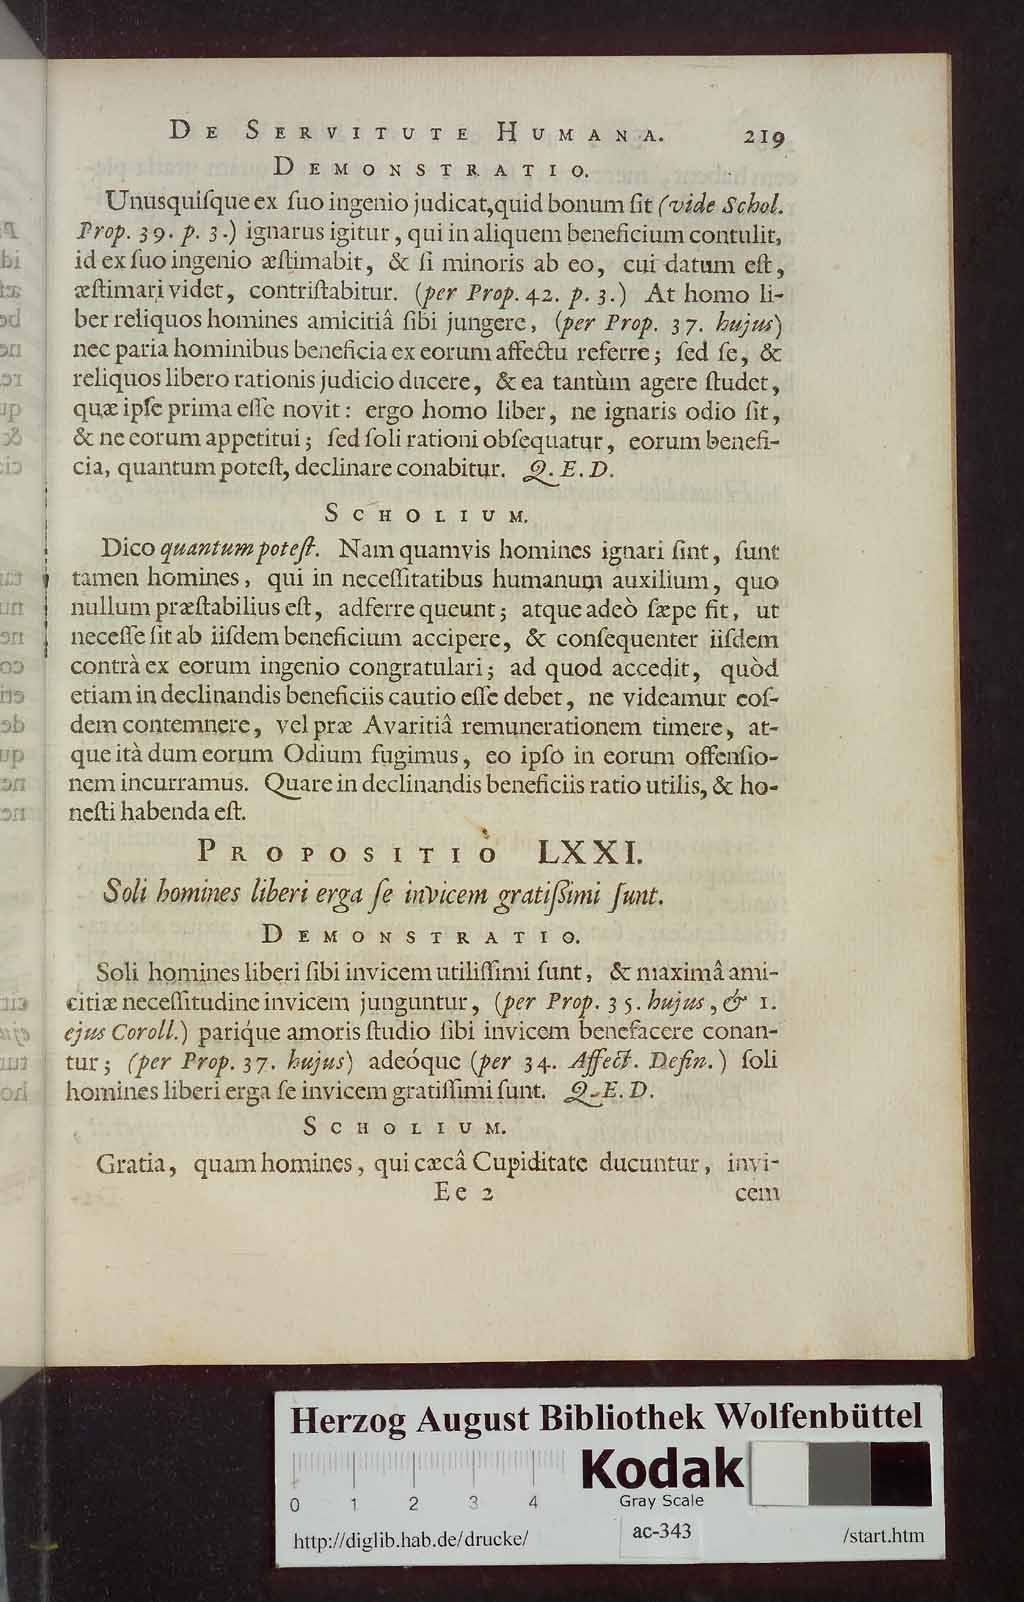 DE SERVITUTE HUMANA. 219
DEMONSTRATIO.
Unusquiſque ex ſuo ingenio judicat, quid bonum ſit (vide Schol.
Prop. 39. p. 3.) ignarus igitur, qui in aliquem beneficium contulit,
id ex ſuo ingenio æſtimabit, & ſi minoris ab eo, cui datum eſt,
æſtimari videt, contriſtabitur. (per Prop. 42. p. 3.) At homo li-
ber reliquos homines amicitiâ ſibi jungere, (per Prop. 37. hujus)
nec paria hominibus beneficia ex eorum affectu referre; ſed ſe, &
reliquos libero rationis judicio ducere, & ea tantùm agere ſtudet,
quæ ipſe prima eſſe novit: ergo homo liber, ne ignaris odio ſit,
& ne eorum appetitui; ſed ſoli rationi obſequatur, eorum benefi-
cia, quantum poteſt, declinare conabitur. Q. E. D.
SCHOLIUM.
Dico quantum poteſt. Nam quamvis homines ignari ſint, ſunt
tamen homines, qui in neceſſitatibus humanum auxilium, quo
nullum præſtabilius eſt, adferre queunt; atque adeò ſæpe fit, ut
neceſſe ſit ab iiſdem beneficium accipere, & conſequenter iiſdem
contrà ex eorum ingenio congratulari; ad quod accedit, quòd
etiam in declinandis beneficiis cautio eſſe debet, ne videamur eoſ-
dem contemnere, vel præ Avaritiâ remunerationem timere, at-
que ità dum eorum Odium fugimus, eo ipſo in eorum offenſio-
nem incurramus. Quare in declinandis beneficiis ratio utilis, & ho-
neſti habenda eſt.
PROPOSITIO LXXI.
Soli homines liberi erga ſe invicem gratiſſimi ſunt.
DEMONSTRATIO.
Soli homines liberi ſibi invicem utiliſſimi ſunt, & maximâ ami-
citiæ neceſſitudine invicem junguntur, (per Prop. 35. hujus, & 1.
ejus Coroll.) pariq́ue amoris ſtudio ſibi invicem benefacere conan-
tur; (per Prop. 37. hujus) adeóque (per 34. Affect. Defin.) ſoli
homines liberi erga ſe invicem gratiſſimi ſunt. Q. E. D.
SCHOLIUM.
Gratia, quam homines, qui cæcâ Cupiditate ducuntur, invi-
Ee 2 cem
Herzog August Bibliothek Wolfenbüttel
Kodak
0 1 2 3 4 Gray Scale
http://diglib.hab.de/drucke/ ac-343 /start.htm